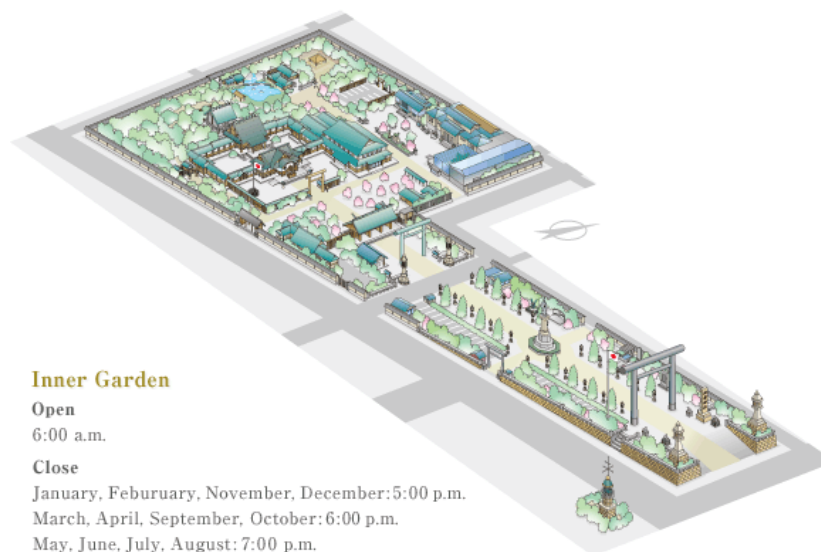 Inner Garden
Open
6:00 a.m.
Close
January, Feburuary, November, December:5:00 p.m.
March, April, September, October:6:00 p.m.
May, June, July, August:7:00 p.m.